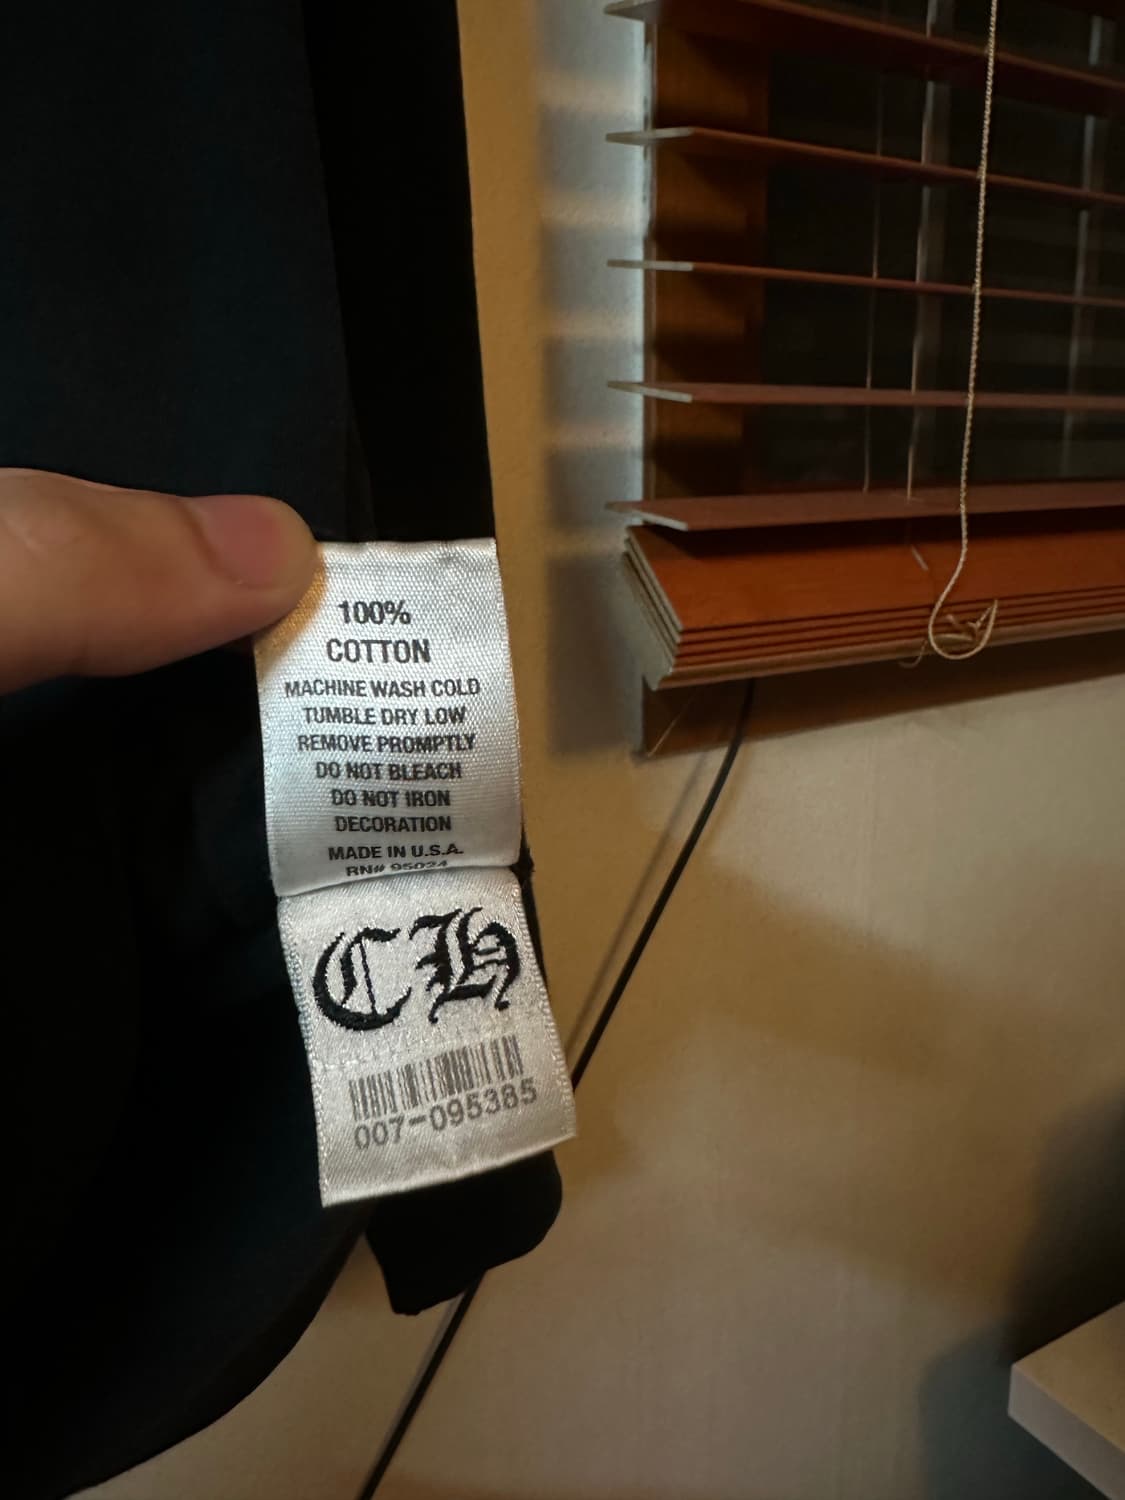 100%
COTTON
MACHINE WASH COLD
TUMBLE DRY LOW
REMOVE PROMPTLY
DO NOT BLEACH
DO NOT IRON
DECORATION
MADE IN U.S.A.
RN# 95024
CH
007-095385